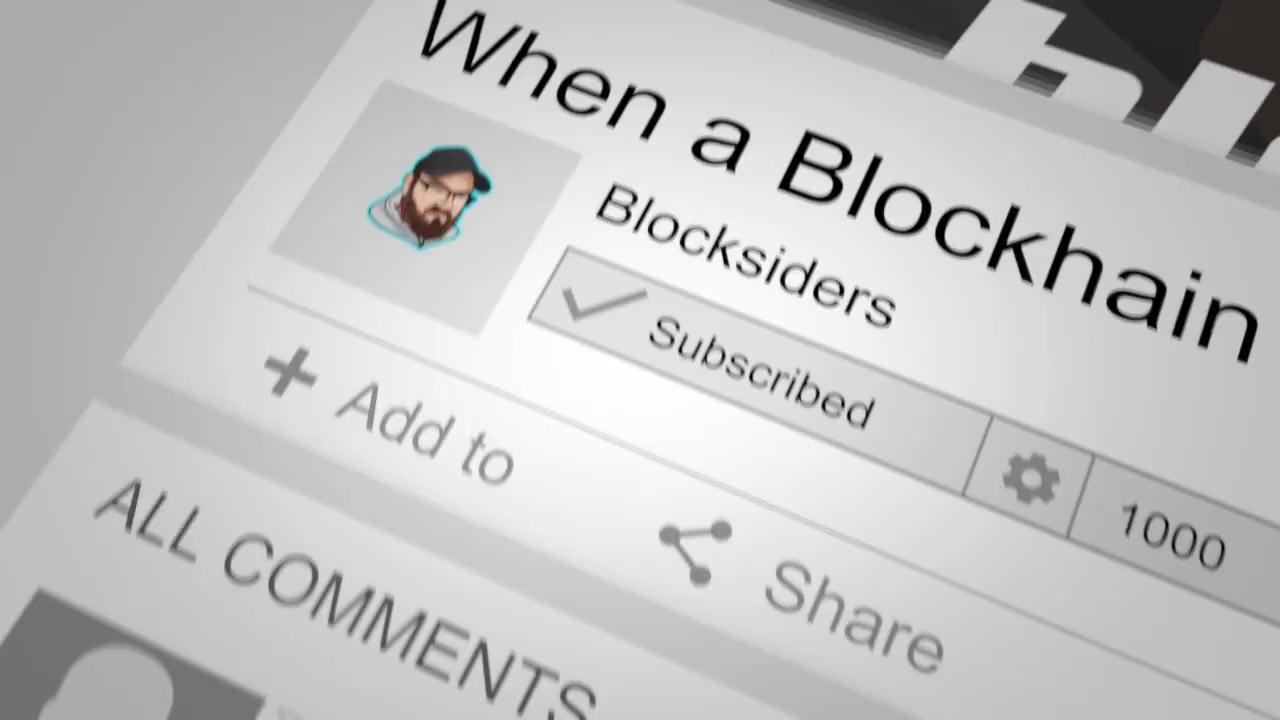 When a Blockhain
Blocksiders
Subscribed
1000
Add to
Share
ALL COMMENTS